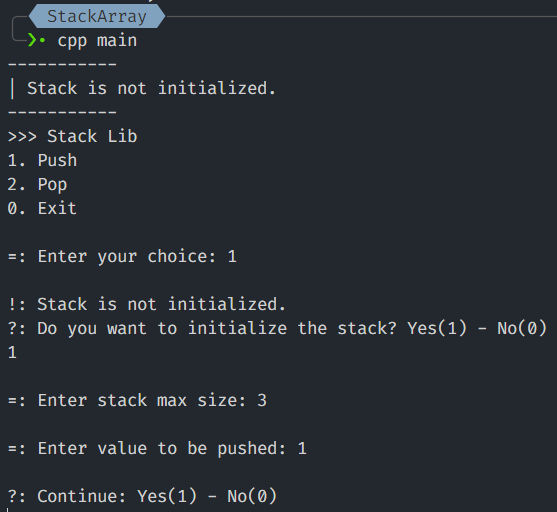 StackArray
❯• cpp main
-----------
| Stack is not initialized.
-----------
>>> Stack Lib
1. Push
2. Pop
0. Exit
=: Enter your choice: 1
!: Stack is not initialized.
?: Do you want to initialize the stack? Yes(1) - No(0)
1
=: Enter stack max size: 3
=: Enter value to be pushed: 1
?: Continue: Yes(1) - No(0)